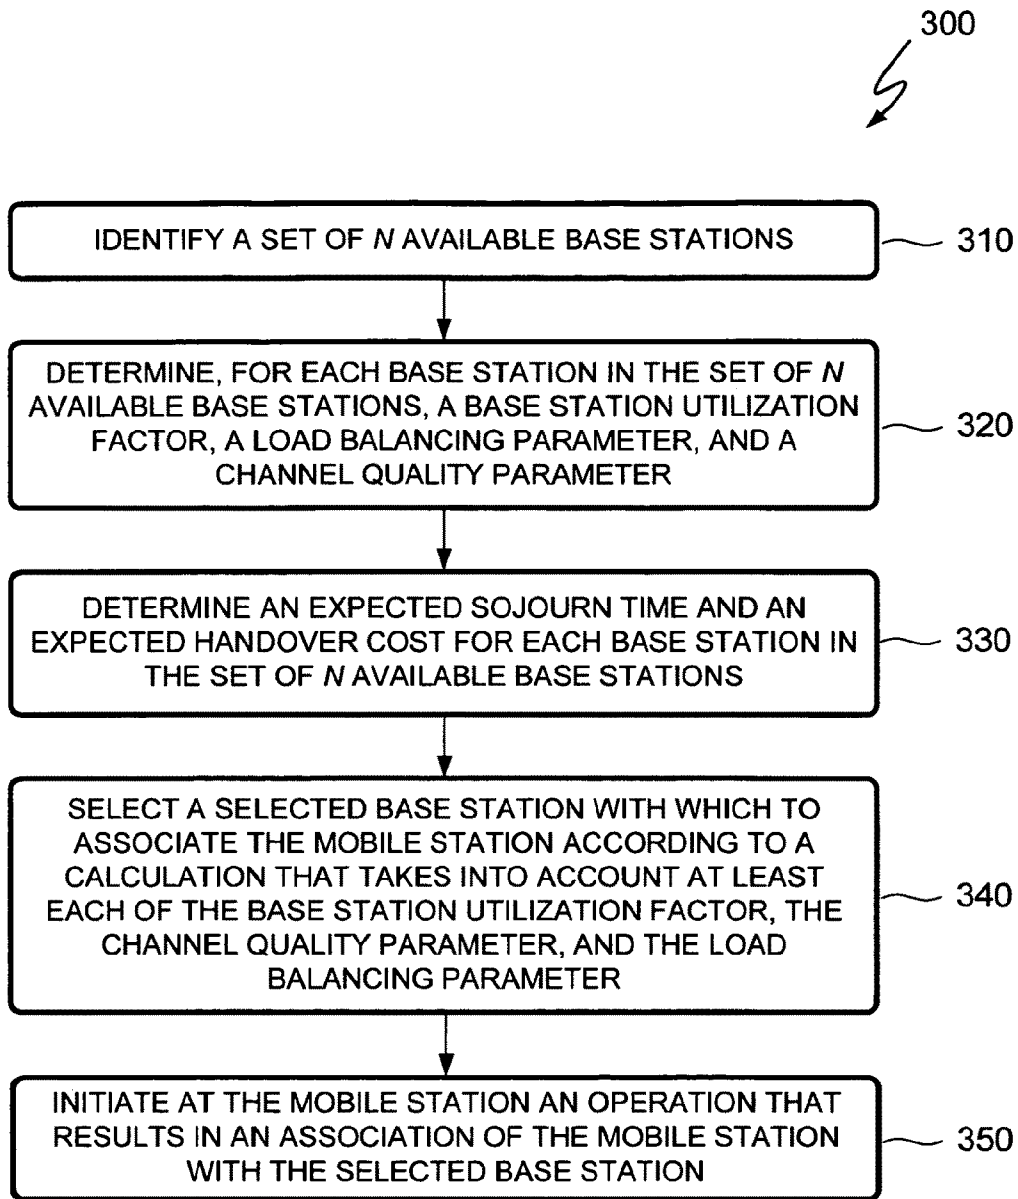 300
IDENTIFY A SET OF N AVAILABLE BASE STATIONS
310
DETERMINE, FOR EACH BASE STATION IN THE SET OF N
AVAILABLE BASE STATIONS, A BASE STATION UTILIZATION
FACTOR, A LOAD BALANCING PARAMETER, AND A
CHANNEL QUALITY PARAMETER
320
DETERMINE AN EXPECTED SOJOURN TIME AND AN
EXPECTED HANDOVER COST FOR EACH BASE STATION IN
THE SET OF N AVAILABLE BASE STATIONS
330
SELECT A SELECTED BASE STATION WITH WHICH TO
ASSOCIATE THE MOBILE STATION ACCORDING TO A
CALCULATION THAT TAKES INTO ACCOUNT AT LEAST
EACH OF THE BASE STATION UTILIZATION FACTOR, THE
CHANNEL QUALITY PARAMETER, AND THE LOAD
BALANCING PARAMETER
340
INITIATE AT THE MOBILE STATION AN OPERATION THAT
RESULTS IN AN ASSOCIATION OF THE MOBILE STATION
WITH THE SELECTED BASE STATION
350